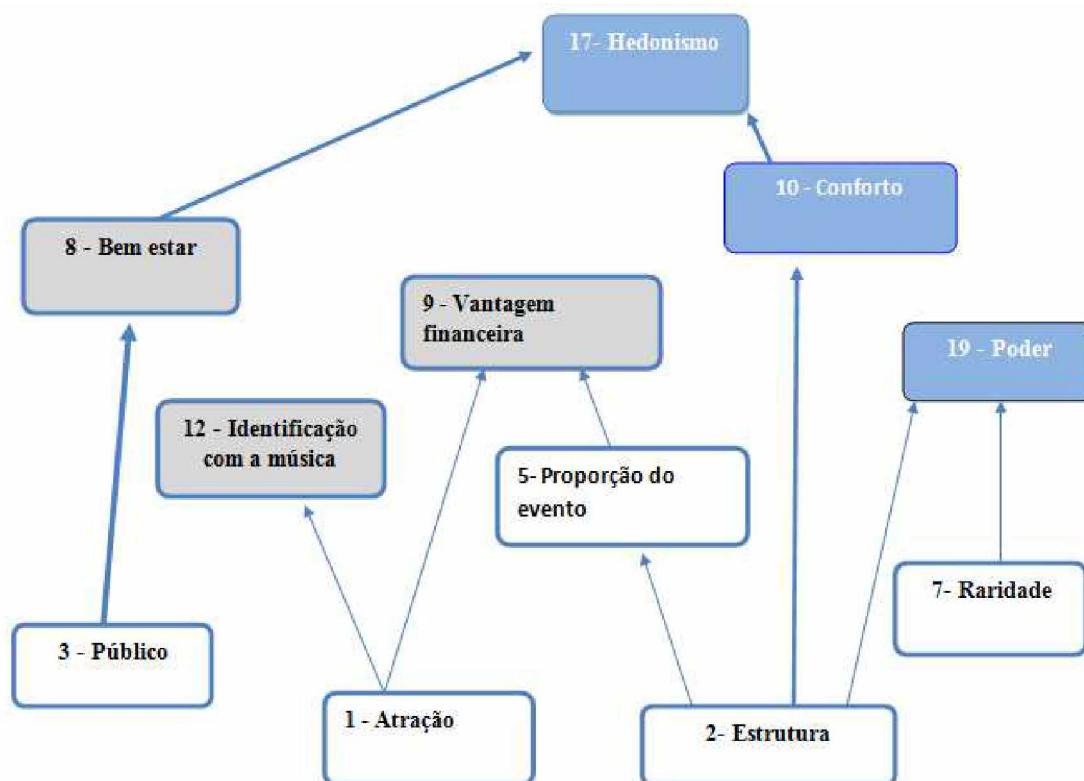 17- Hedonismo
10 - Conforto
8 - Bem estar
9 - Vantagem
financeira
19 - Poder
12 - Identificação
com a música
5- Proporção do
evento
7- Raridade
3 - Público
1 - Atração
2- Estrutura